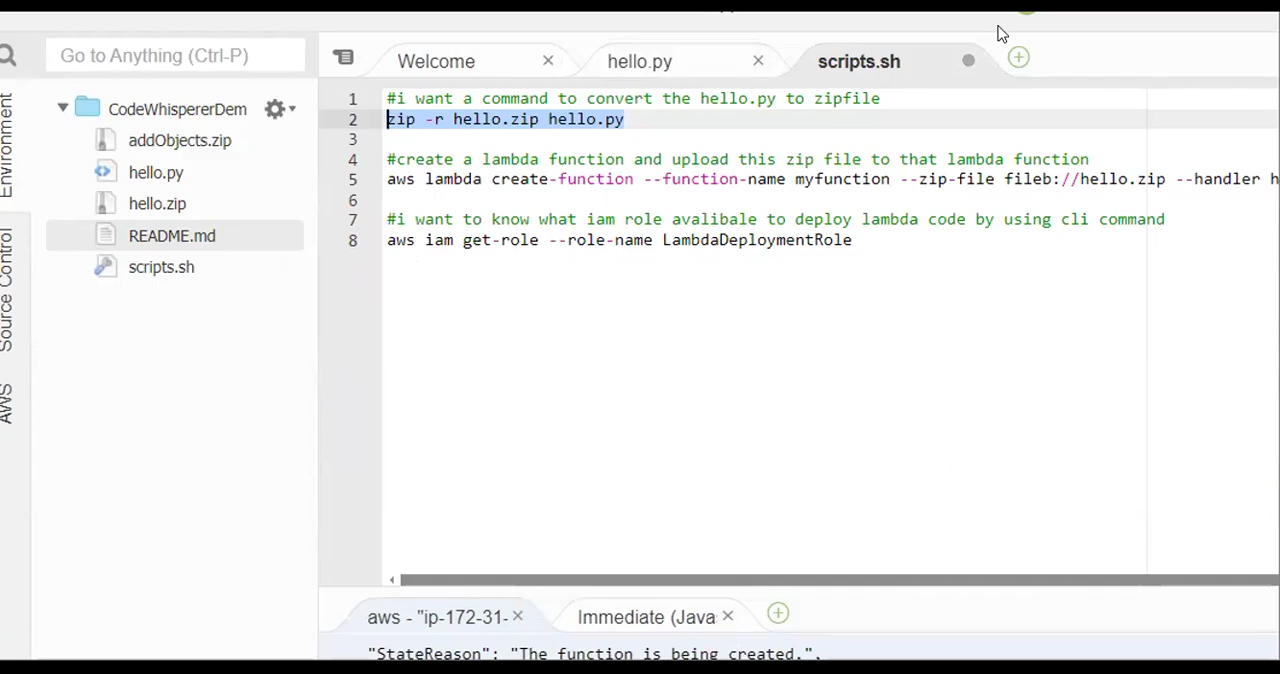 Go to Anything (Ctrl-P)
Welcome
hello.py
scripts.sh
Environment
Source Control
AWS
CodeWhispererDem
addObjects.zip
hello.py
hello.zip
README.md
scripts.sh
1 #i want a command to convert the hello.py to zipfile
2 zip -r hello.zip hello.py
3
4 #create a lambda function and upload this zip file to that lambda function
5 aws lambda create-function --function-name myfunction --zip-file fileb://hello.zip --handler h
6
7 #i want to know what iam role avalibale to deploy lambda code by using cli command
8 aws iam get-role --role-name LambdaDeploymentRole
aws - "ip-172-31-
Immediate (Java
"StateReason": "The function is being created.",